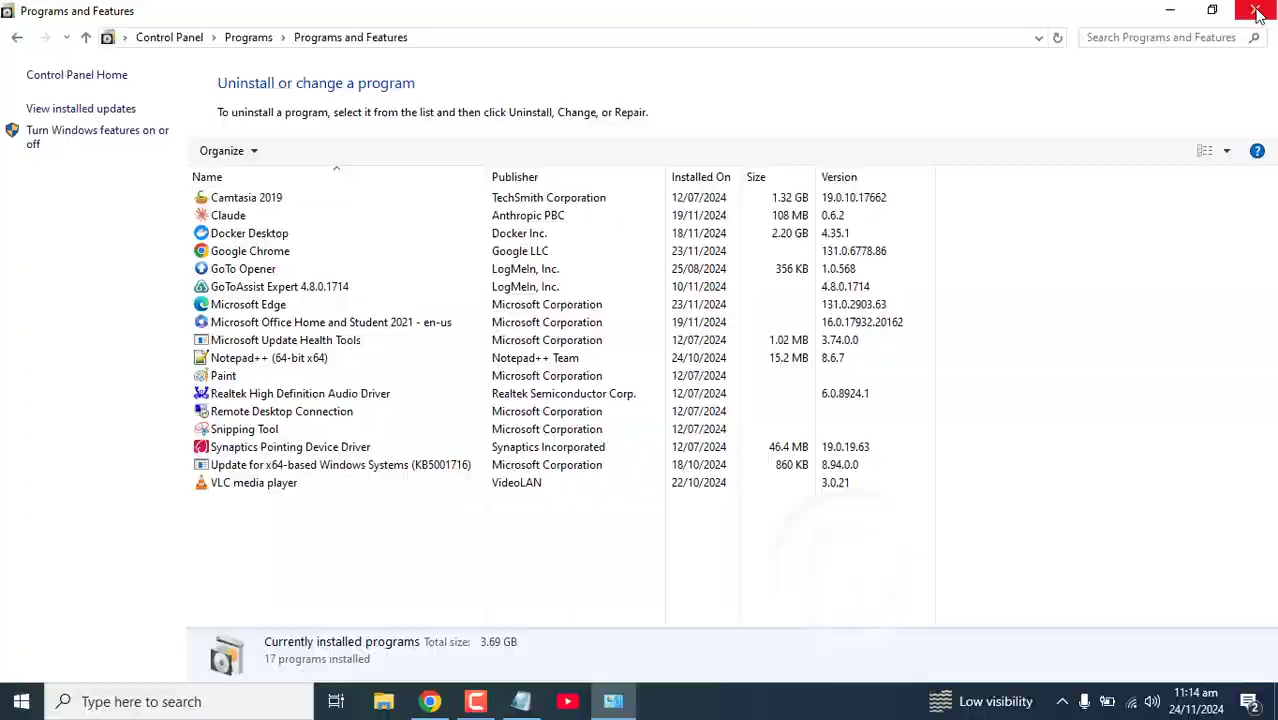 Programs and Features
Control Panel Programs Programs and Features Search Programs and Features
Control Panel Home
View installed updates
Turn Windows features on or
off
Uninstall or change a program
To uninstall a program, select it from the list and then click Uninstall, Change, or Repair.
Organize
Name Publisher Installed On Size Version
Camtasia 2019 TechSmith Corporation 12/07/2024 1.32 GB 19.0.10.17662
Claude Anthropic PBC 19/11/2024 108 MB 0.6.2
Docker Desktop Docker Inc. 18/11/2024 2.20 GB 4.35.1
Google Chrome Google LLC 23/11/2024 131.0.6778.86
GoTo Opener LogMeIn, Inc. 25/08/2024 356 KB 1.0.568
GoToAssist Expert 4.8.0.1714 LogMeIn, Inc. 10/11/2024 4.8.0.1714
Microsoft Edge Microsoft Corporation 23/11/2024 131.0.2903.63
Microsoft Office Home and Student 2021 - en-us Microsoft Corporation 19/11/2024 16.0.17932.20162
Microsoft Update Health Tools Microsoft Corporation 12/07/2024 1.02 MB 3.74.0.0
Notepad++ (64-bit x64) Notepad++ Team 24/10/2024 15.2 MB 8.6.7
Paint Microsoft Corporation 12/07/2024
Realtek High Definition Audio Driver Realtek Semiconductor Corp. 12/07/2024 6.0.8924.1
Remote Desktop Connection Microsoft Corporation 12/07/2024
Snipping Tool Microsoft Corporation 12/07/2024
Synaptics Pointing Device Driver Synaptics Incorporated 12/07/2024 46.4 MB 19.0.19.63
Update for x64-based Windows Systems (KB5001716) Microsoft Corporation 18/10/2024 860 KB 8.94.0.0
VLC media player VideoLAN 22/10/2024 3.0.21
Currently installed programs Total size: 3.69 GB
17 programs installed
Type here to search
Low visibility
11:14 am
24/11/2024
2